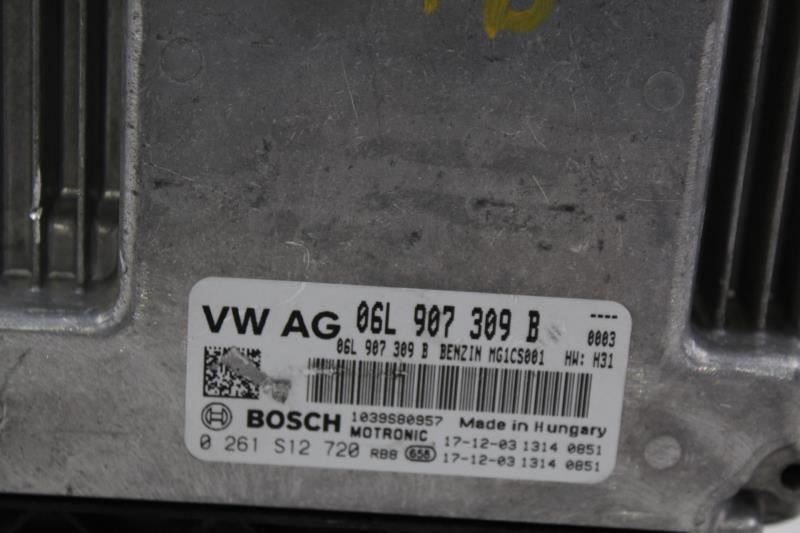 VW AG 06L 907 309 B ----
0003
06L 907 309 B BENZIN MG1CS001 HW: H31
BOSCH 1039S80957 Made in Hungary
MOTRONIC 17-12-03 1314 0851
0 261 S12 720 RB8 658 17-12-03 1314 0851